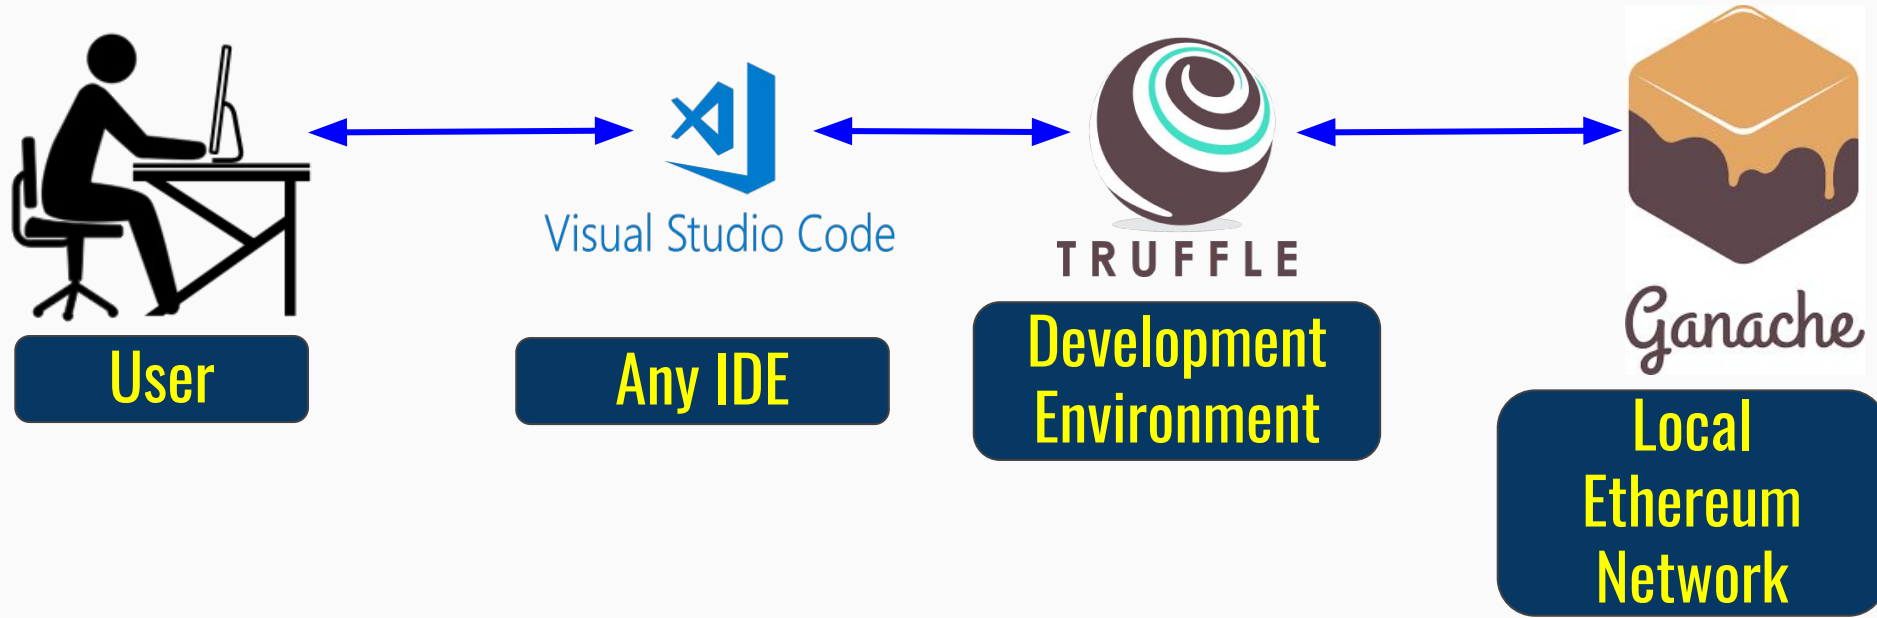 Visual Studio Code
TRUFFLE
Ganache
User
Any IDE
Development
Environment
Local
Ethereum
Network